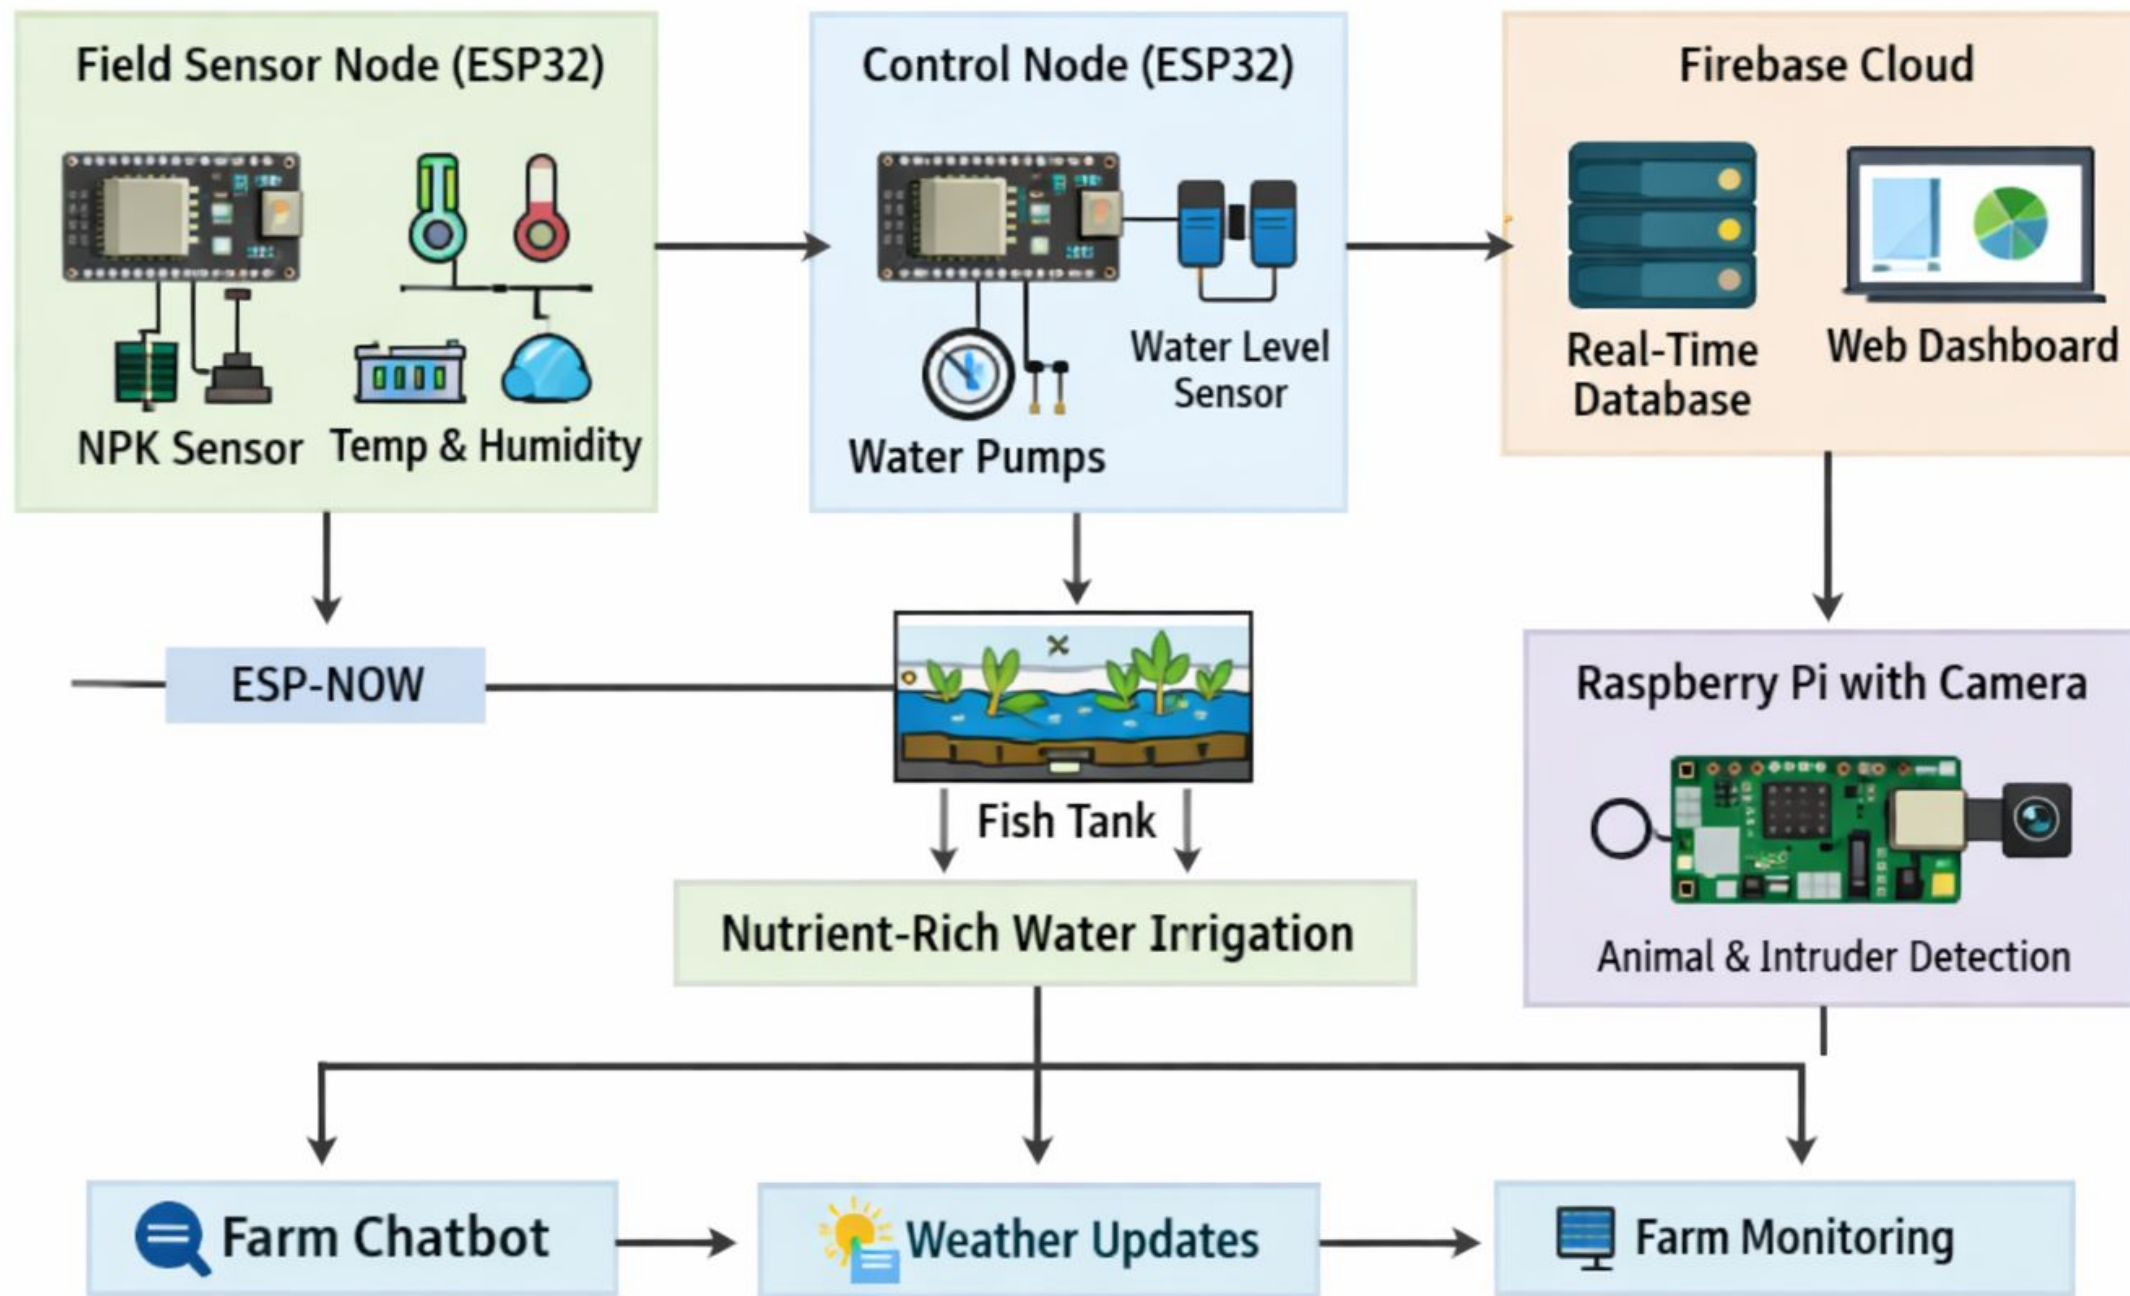 Field Sensor Node (ESP32)
Control Node (ESP32)
Firebase Cloud
NPK Sensor
Temp & Humidity
Water Pumps
Water Level
Sensor
Real-Time
Database
Web Dashboard
ESP-NOW
Fish Tank
Raspberry Pi with Camera
Animal & Intruder Detection
Nutrient-Rich Water Irrigation
Farm Chatbot
Weather Updates
Farm Monitoring